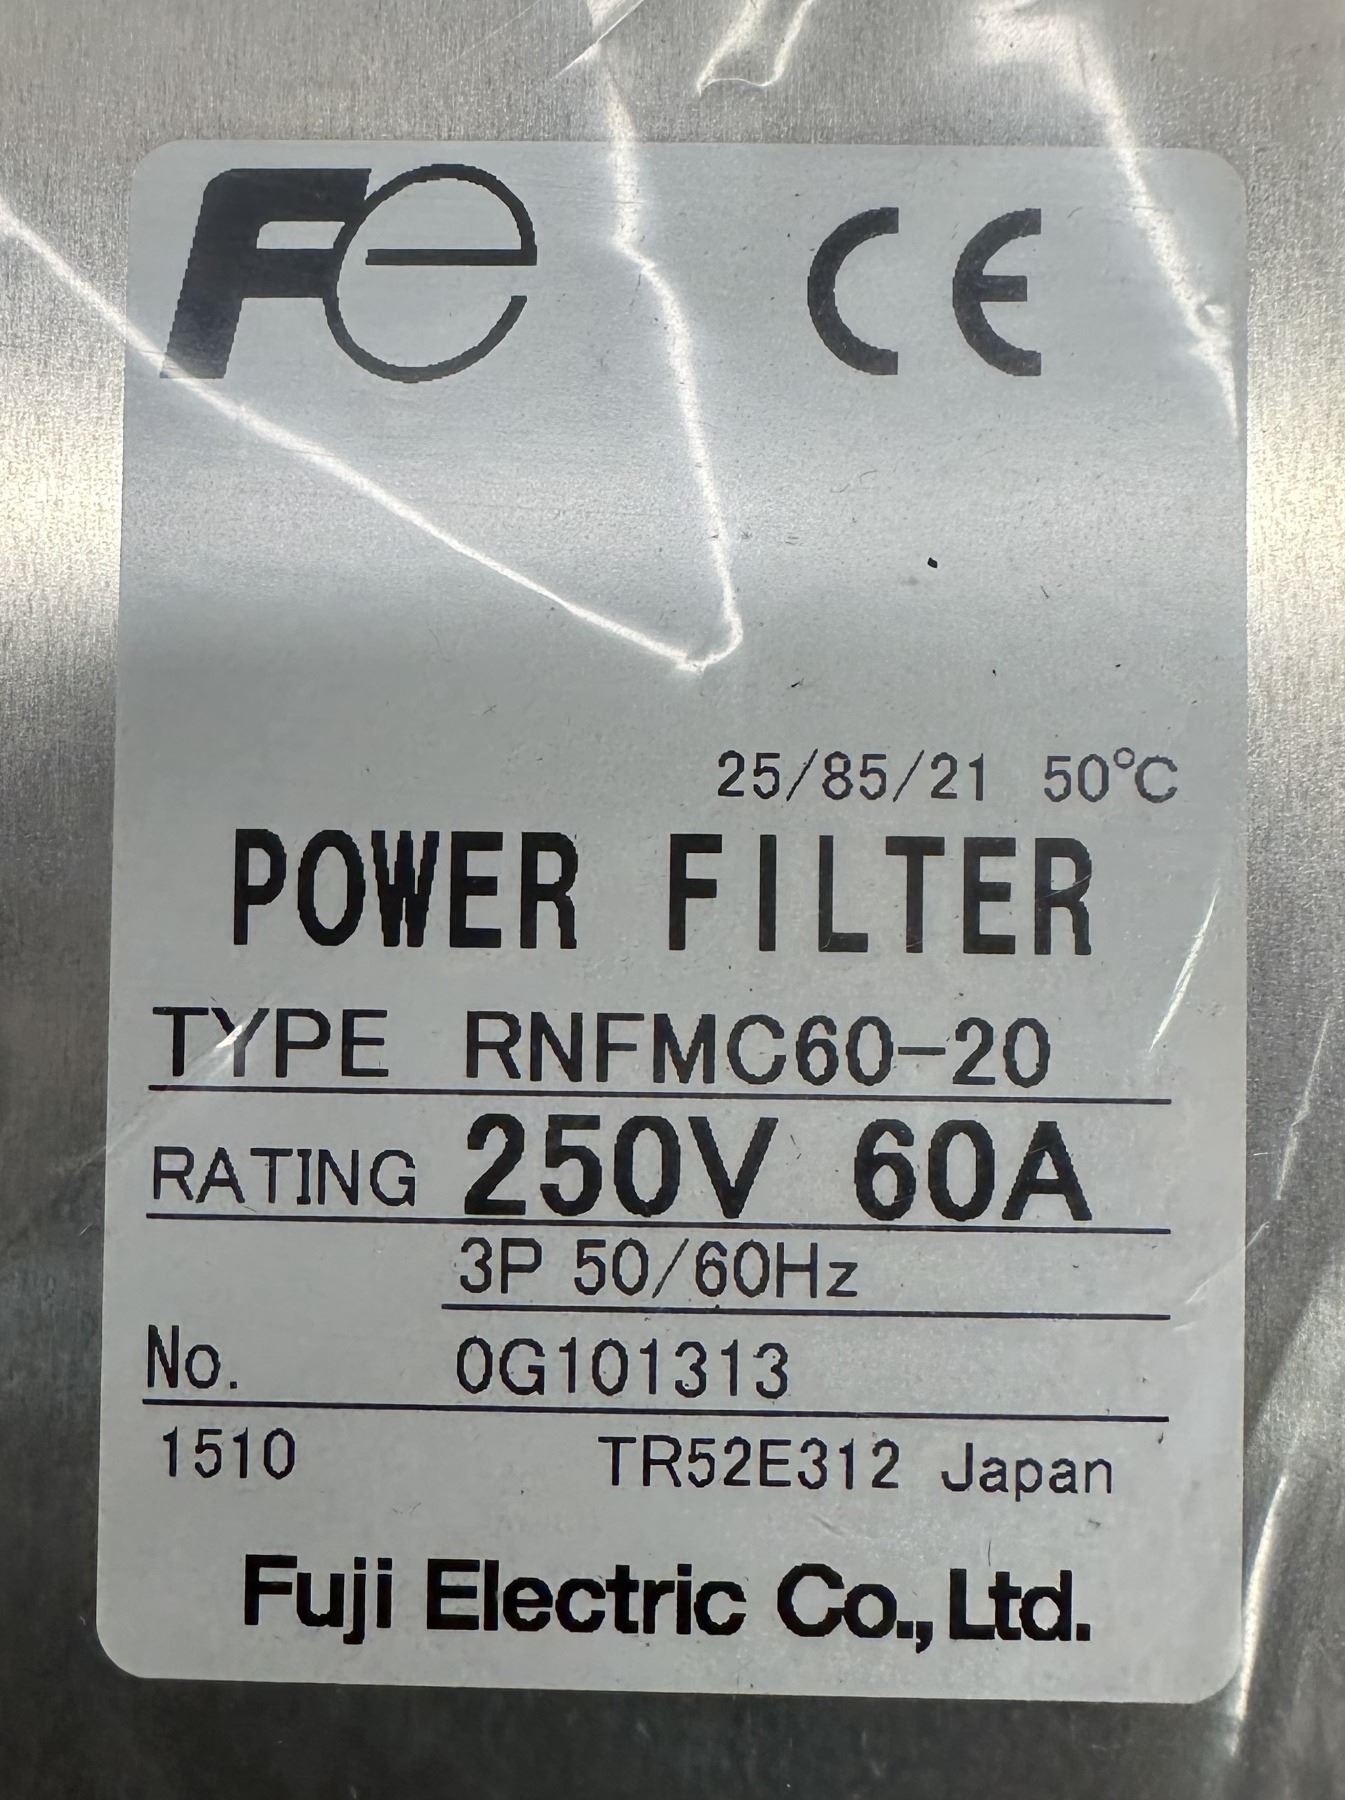 Fe CE
25/85/21 50°C
POWER FILTER
TYPE RNFMC60-20
RATING 250V 60A
3P 50/60Hz
No. 0G101313
1510 TR52E312 Japan
Fuji Electric Co., Ltd.